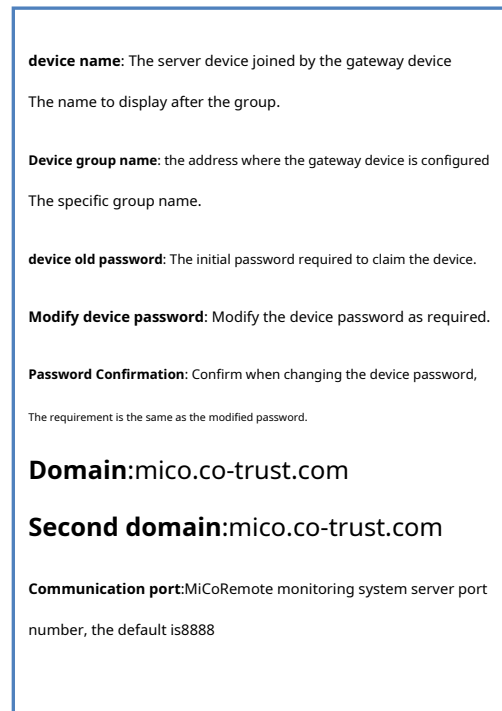 device name: The server device joined by the gateway device
The name to display after the group.
Device group name: the address where the gateway device is configured
The specific group name.
device old password: The initial password required to claim the device.
Modify device password: Modify the device password as required.
Password Confirmation: Confirm when changing the device password,
The requirement is the same as the modified password.
Domain:mico.co-trust.com
Second domain:mico.co-trust.com
Communication port:MiCoRemote monitoring system server port
number, the default is8888